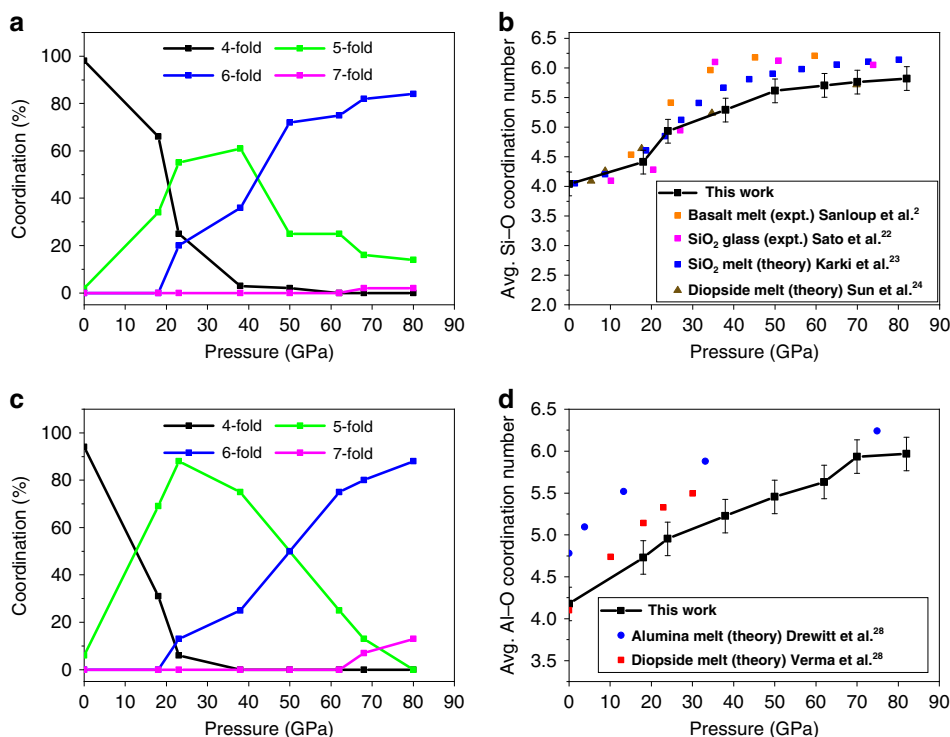 a
4-fold 5-fold
6-fold 7-fold
100
80
60
40
20
0
Coordination (%)
0 10 20 30 40 50 60 70 80 90
Pressure (GPa)
b
6.5
6.0
5.5
5.0
4.5
4.0
3.5
3.0
2.5
2.0
Avg. Si–O coordination number
This work
Basalt melt (expt.) Sanloup et al.2
SiO2 glass (expt.) Sato et al.22
SiO2 melt (theory) Karki et al.23
Diopside melt (theory) Sun et al.24
0 10 20 30 40 50 60 70 80 90
Pressure (GPa)
c
4-fold 5-fold
6-fold 7-fold
100
80
60
40
20
0
Coordination (%)
0 10 20 30 40 50 60 70 80 90
Pressure (GPa)
d
6.5
6.0
5.5
5.0
4.5
4.0
3.5
Avg. Al–O coordination number
This work
Alumina melt (theory) Drewitt et al.28
Diopside melt (theory) Verma et al.28
0 10 20 30 40 50 60 70 80 90
Pressure (GPa)